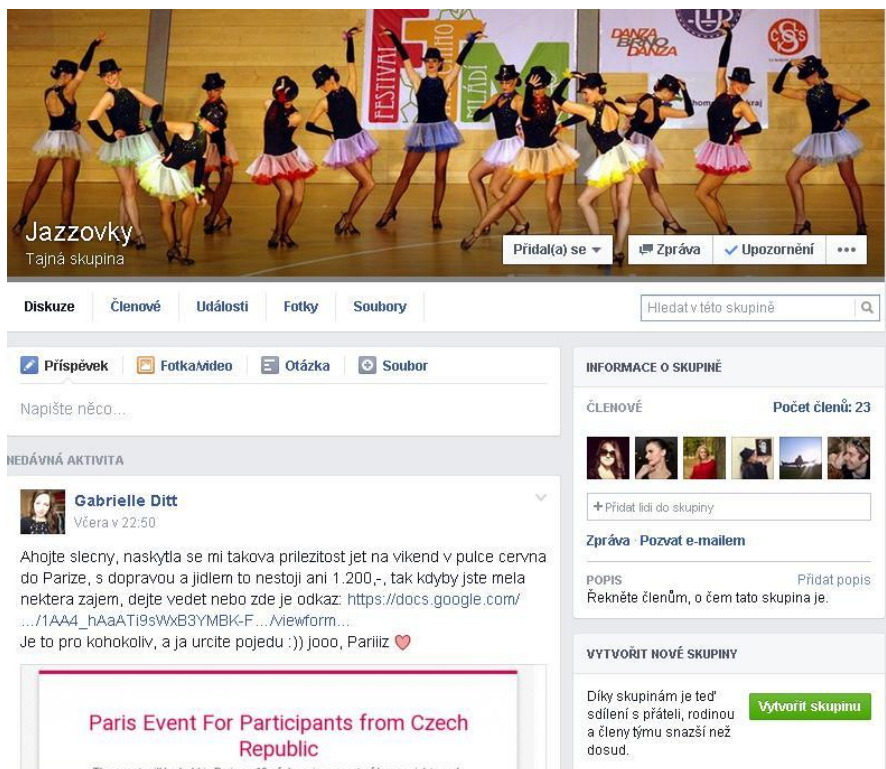 FESTIVAL
TANEČNÍHO
MLÁDÍ
DANZA
BRNO
DANZA
Jazzovky
Tajná skupina
Přidal(a) se
Zpráva
Upozornění
Diskuze Členové Události Fotky Soubory
Hledat v této skupině
Příspěvek Fotka/video Otázka Soubor
Napište něco...
NEDÁVNÁ AKTIVITA
Gabrielle Ditt
Včera v 22:50
Ahojte slecny, naskytla se mi takova prilezitost jet na vikend v pulce cervna
do Parize, s dopravou a jidlem to nestoji ani 1.200,-, tak kdyby jste mela
nektera zajem, dejte vedet nebo zde je odkaz: https://docs.google.com/
.../1AA4_hAaATi9sWxB3YMBK-F.../viewform...
Je to pro kohokoliv, a ja urcite pojedu :)) jooo, Pariiiz
Paris Event For Participants from Czech
Republic
INFORMACE O SKUPINĚ
ČLENOVÉ Počet členů: 23
+ Přidat lidi do skupiny
Zpráva · Pozvat e-mailem
POPIS Přidat popis
Řekněte členům, o čem tato skupina je.
VYTVOŘIT NOVÉ SKUPINY
Díky skupinám je teď
sdílení s přáteli, rodinou
a členy týmu snazší než
dosud.
Vytvořit skupinu